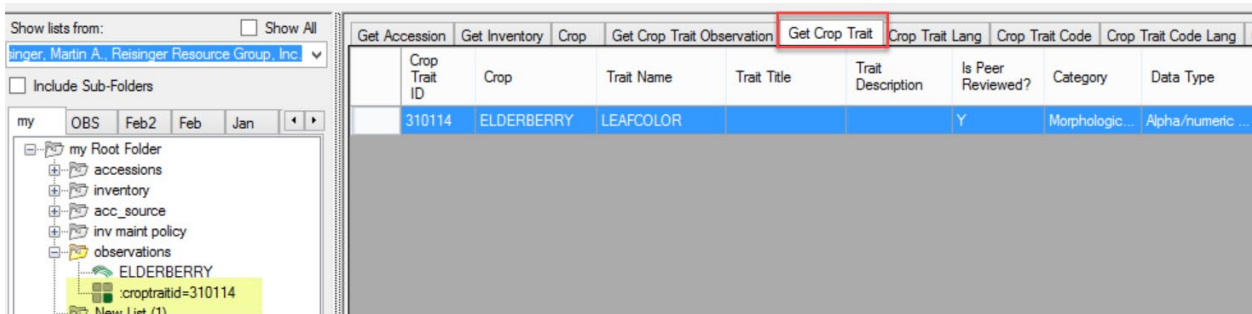 Show lists from:
Show All
singer, Martin A., Reisinger Resource Group, Inc.
Include Sub-Folders
my OBS Feb2 Feb Jan
my Root Folder
accessions
inventory
acc_source
inv maint policy
observations
ELDERBERRY
:croptraitid=310114
New List (1)
Get Accession Get Inventory Crop Get Crop Trait Observation Get Crop Trait Crop Trait Lang Crop Trait Code Crop Trait Code Lang
Crop Trait ID Crop Trait Name Trait Title Trait Description Is Peer Reviewed? Category Data Type
310114 ELDERBERRY LEAFCOLOR Y Morphologic... Alpha/numeric ...